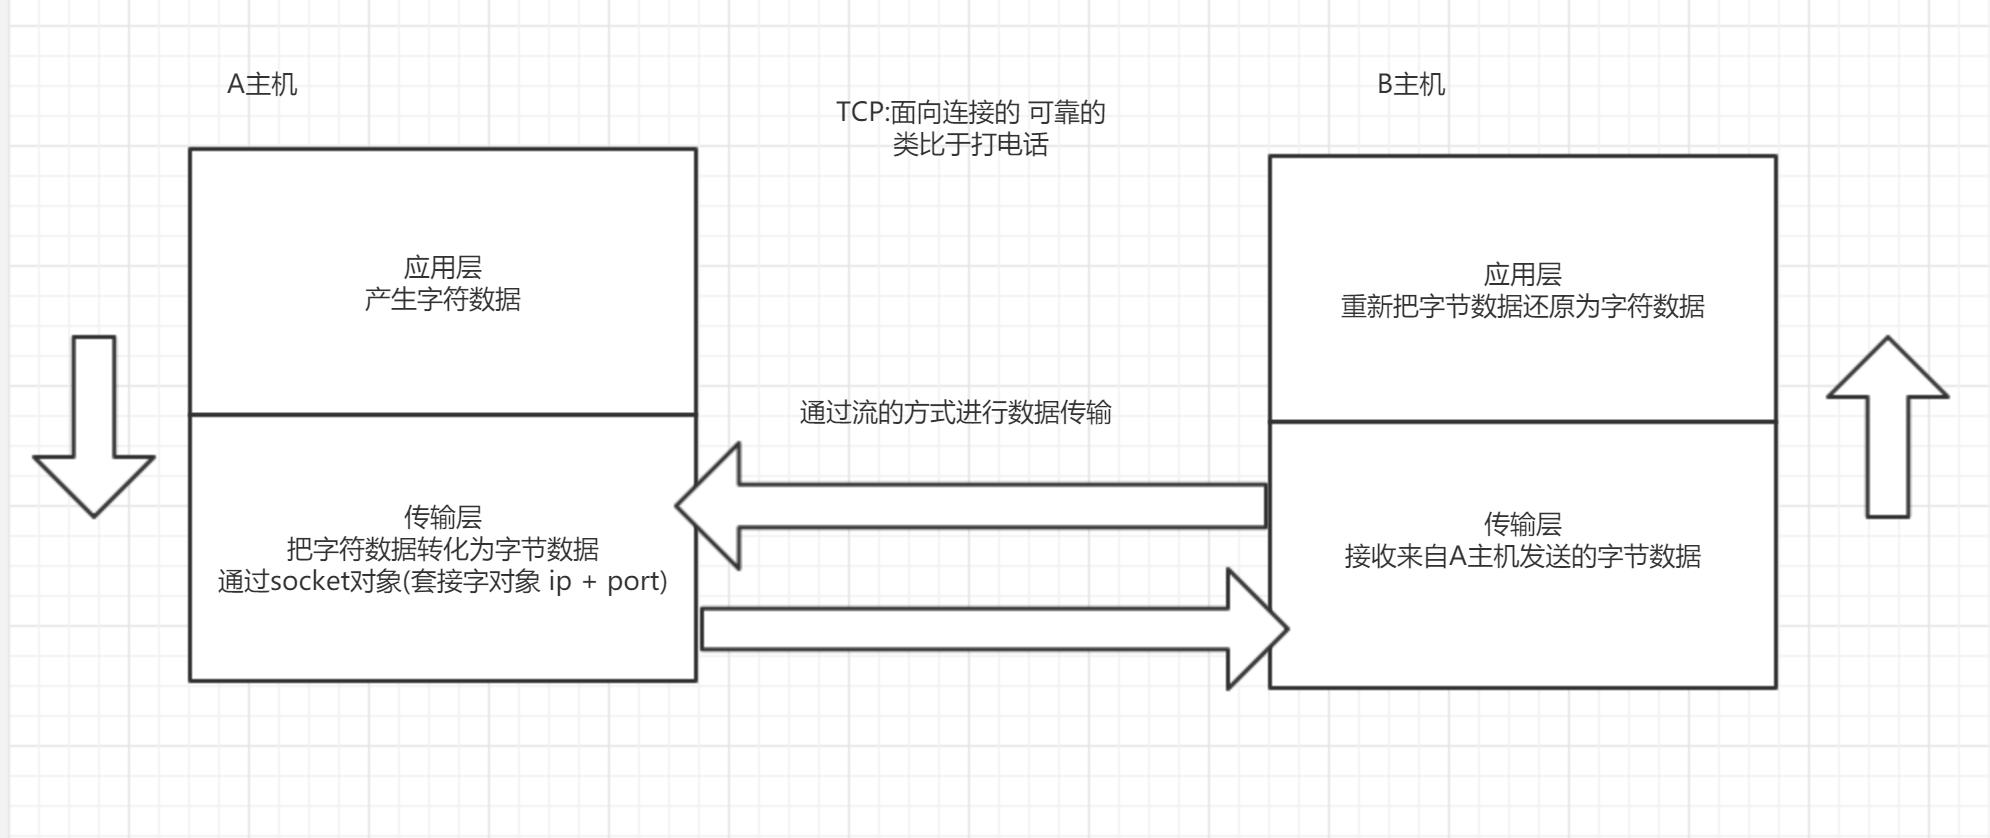 A主机
B主机
TCP:面向连接的 可靠的
类比于打电话
应用层
产生字符数据
应用层
重新把字节数据还原为字符数据
通过流的方式进行数据传输
传输层
把字符数据转化为字节数据
通过socket对象(套接字对象 ip + port)
传输层
接收来自A主机发送的字节数据